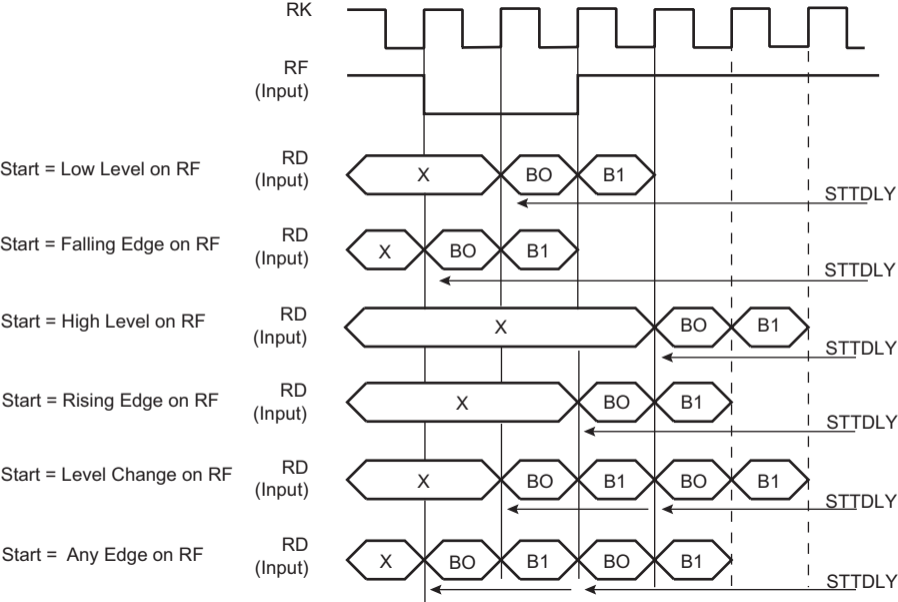 RK
RF
(Input)
Start = Low Level on RF
RD
(Input)
X
BO
B1
STTDLY
Start = Falling Edge on RF
RD
(Input)
X
BO
B1
STTDLY
Start = High Level on RF
RD
(Input)
X
BO
B1
STTDLY
Start = Rising Edge on RF
RD
(Input)
X
BO
B1
STTDLY
Start = Level Change on RF
RD
(Input)
X
BO
B1
BO
B1
STTDLY
Start = Any Edge on RF
RD
(Input)
X
BO
B1
BO
B1
STTDLY